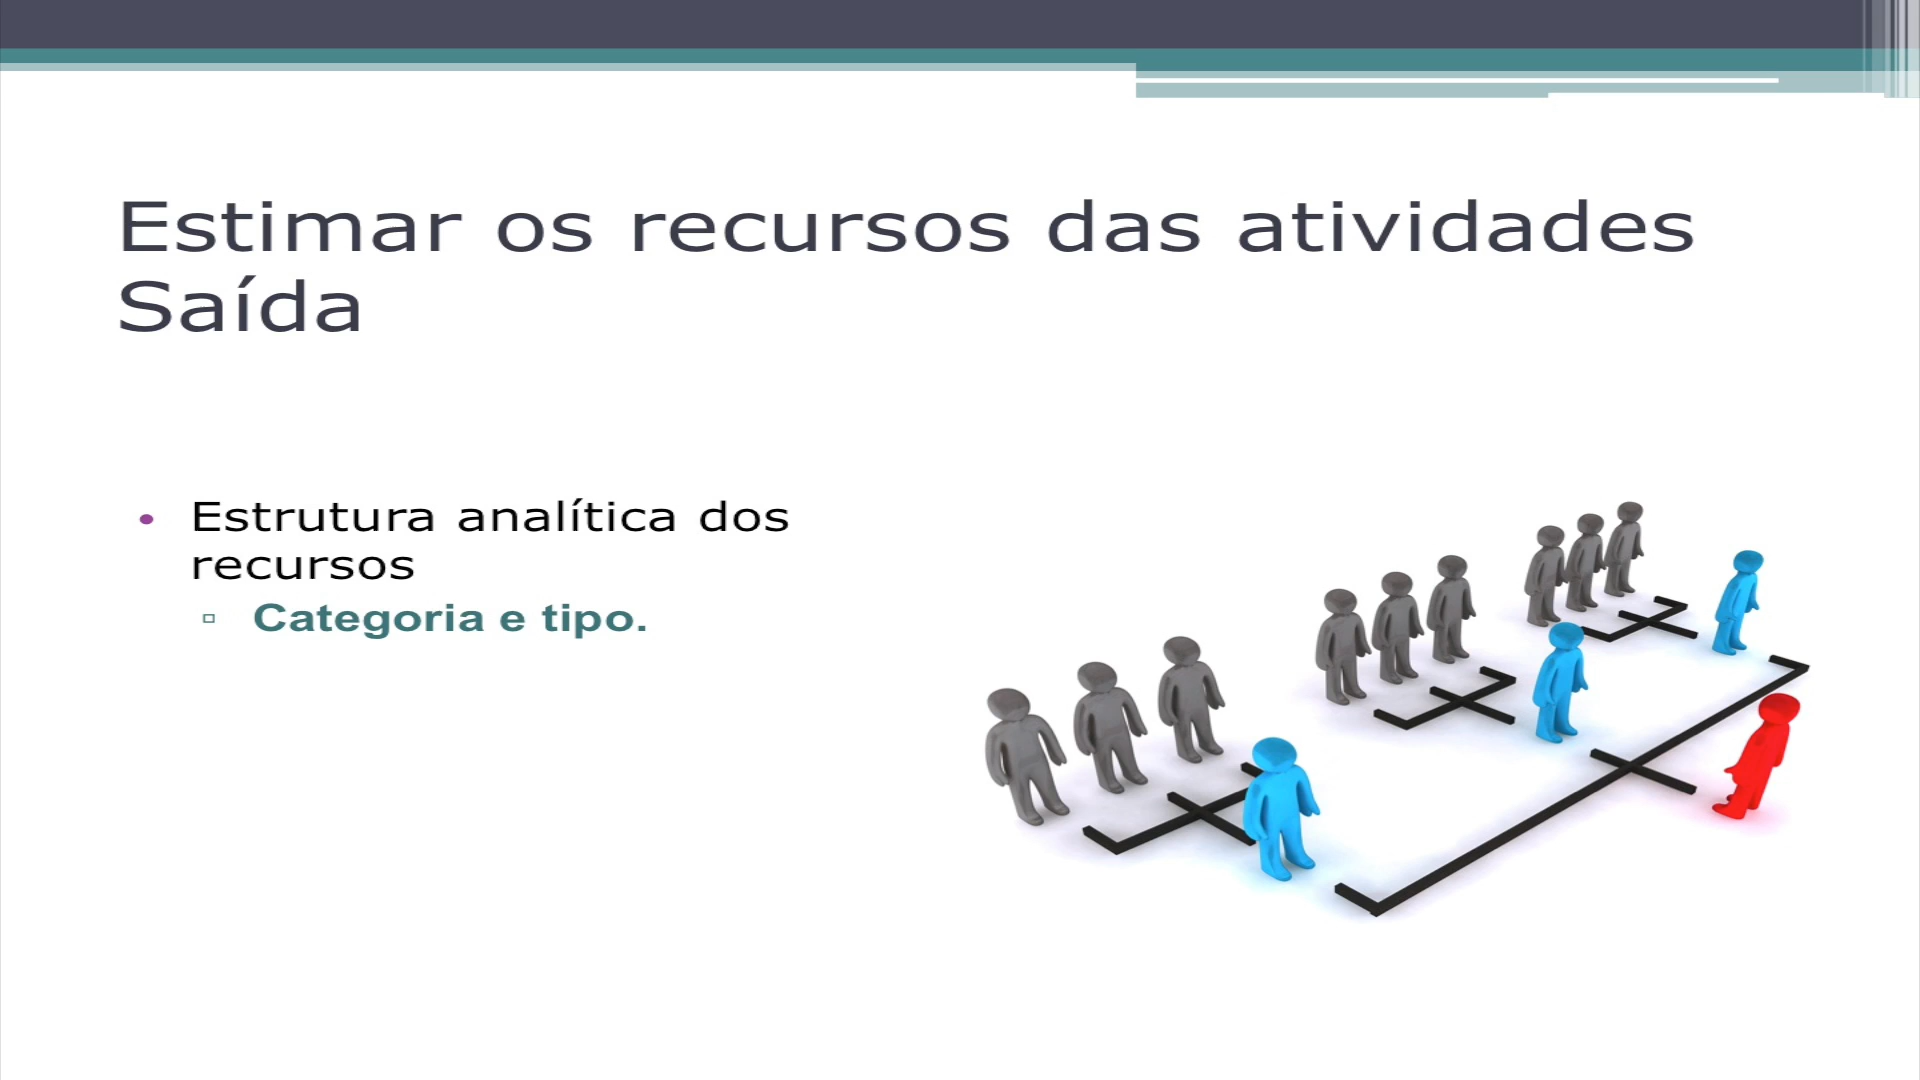 Estimar os recursos das atividades
Saída
• Estrutura analítica dos
recursos
▫ Categoria e tipo.